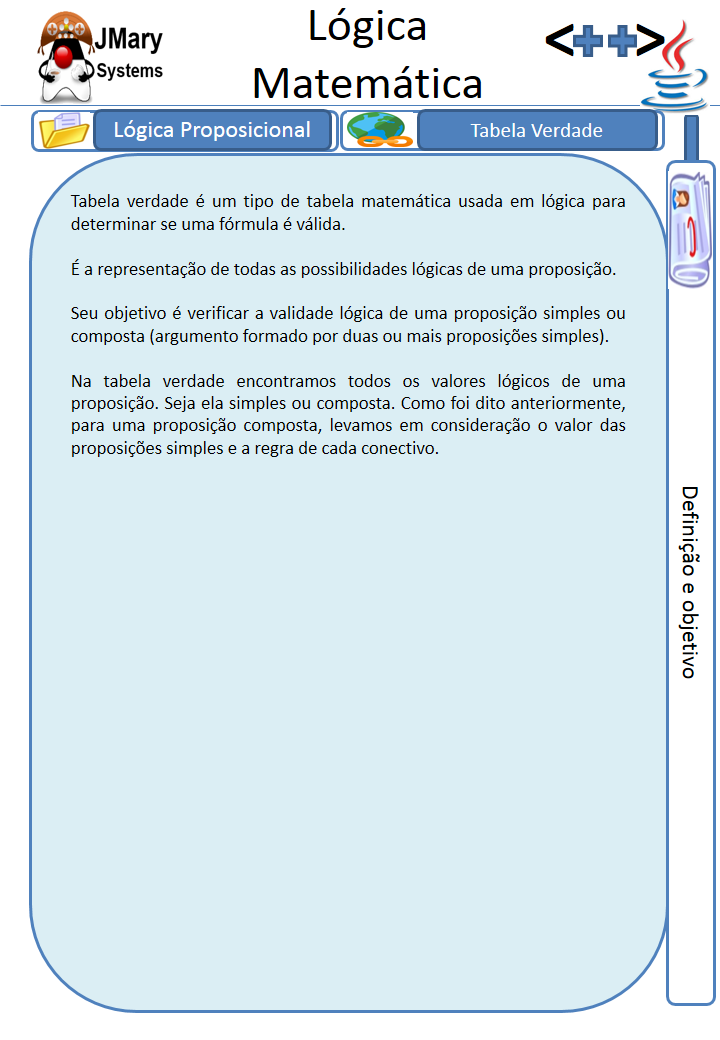 JMary
Systems
Lógica
Matemática
<++>
Lógica Proposicional
Tabela Verdade
Tabela verdade é um tipo de tabela matemática usada em lógica para
determinar se uma fórmula é válida.
É a representação de todas as possibilidades lógicas de uma proposição.
Seu objetivo é verificar a validade lógica de uma proposição simples ou
composta (argumento formado por duas ou mais proposições simples).
Na tabela verdade encontramos todos os valores lógicos de uma
proposição. Seja ela simples ou composta. Como foi dito anteriormente,
para uma proposição composta, levamos em consideração o valor das
proposições simples e a regra de cada conectivo.
Definição e objetivo